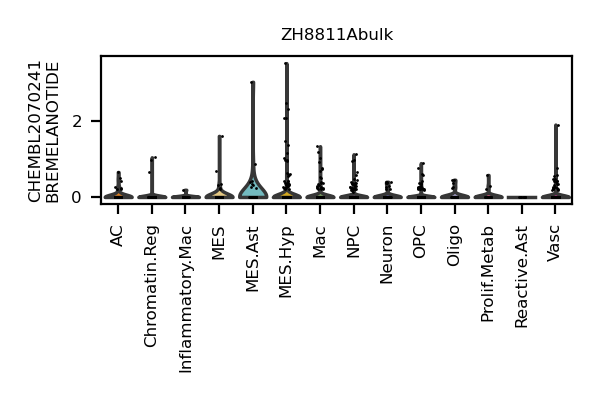 ZH8811Abulk
CHEMBL2070241
BREMELANOTIDE
2
0
AC
Chromatin.Reg
Inflammatory.Mac
MES
MES.Ast
MES.Hyp
Mac
NPC
Neuron
OPC
Oligo
Prolif.Metab
Reactive.Ast
Vasc